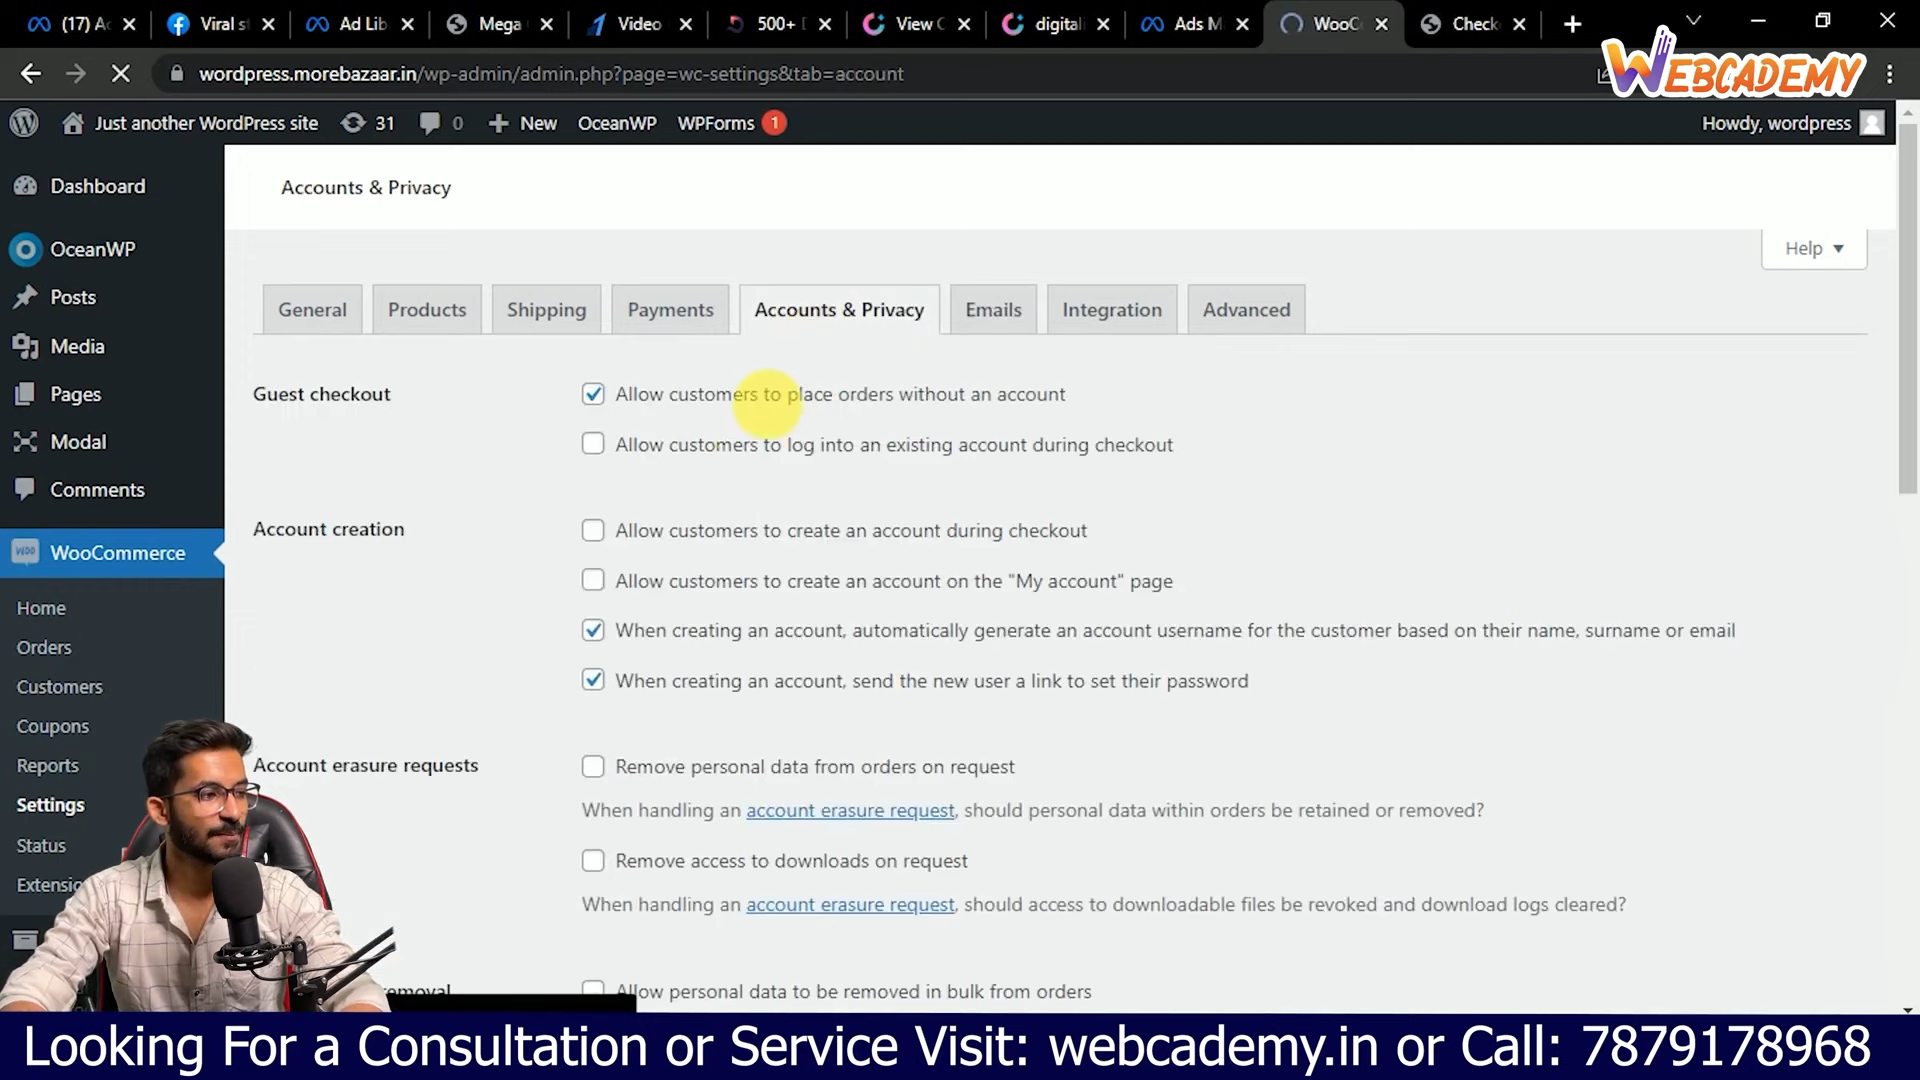 (17) A
Viral s
Ad Lib
Mega
Video
500+
View C
digital
Ads M
WooC
Check
wordpress.morebazaar.in/wp-admin/admin.php?page=wc-settings&tab=account
WEBCADEMY
Just another WordPress site
31
0
New
OceanWP
WPForms 1
Howdy, wordpress
Dashboard
OceanWP
Posts
Media
Pages
Modal
Comments
WooCommerce
Home
Orders
Customers
Coupons
Reports
Settings
Status
Extensio
Accounts & Privacy
Help
General
Products
Shipping
Payments
Accounts & Privacy
Emails
Integration
Advanced
Guest checkout
Allow customers to place orders without an account
Allow customers to log into an existing account during checkout
Account creation
Allow customers to create an account during checkout
Allow customers to create an account on the "My account" page
When creating an account, automatically generate an account username for the customer based on their name, surname or email
When creating an account, send the new user a link to set their password
Account erasure requests
Remove personal data from orders on request
When handling an account erasure request, should personal data within orders be retained or removed?
Remove access to downloads on request
When handling an account erasure request, should access to downloadable files be revoked and download logs cleared?
removal
Allow personal data to be removed in bulk from orders
Looking For a Consultation or Service Visit: webcademy.in or Call: 7879178968